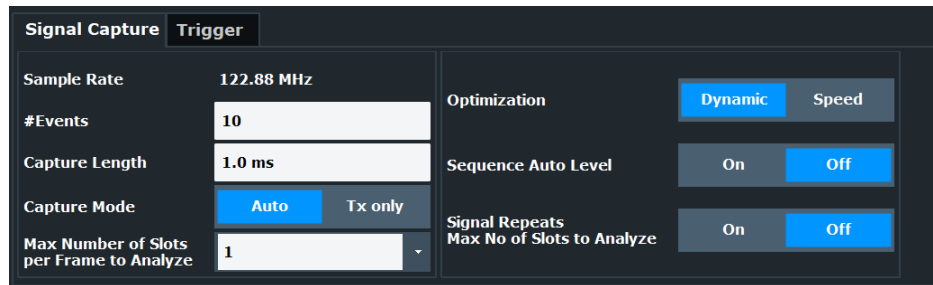 Signal Capture Trigger
Sample Rate 122.88 MHz
#Events 10
Capture Length 1.0 ms
Capture Mode Auto Tx only
Max Number of Slots
per Frame to Analyze 1
Optimization Dynamic Speed
Sequence Auto Level On Off
Signal Repeats
Max No of Slots to Analyze On Off